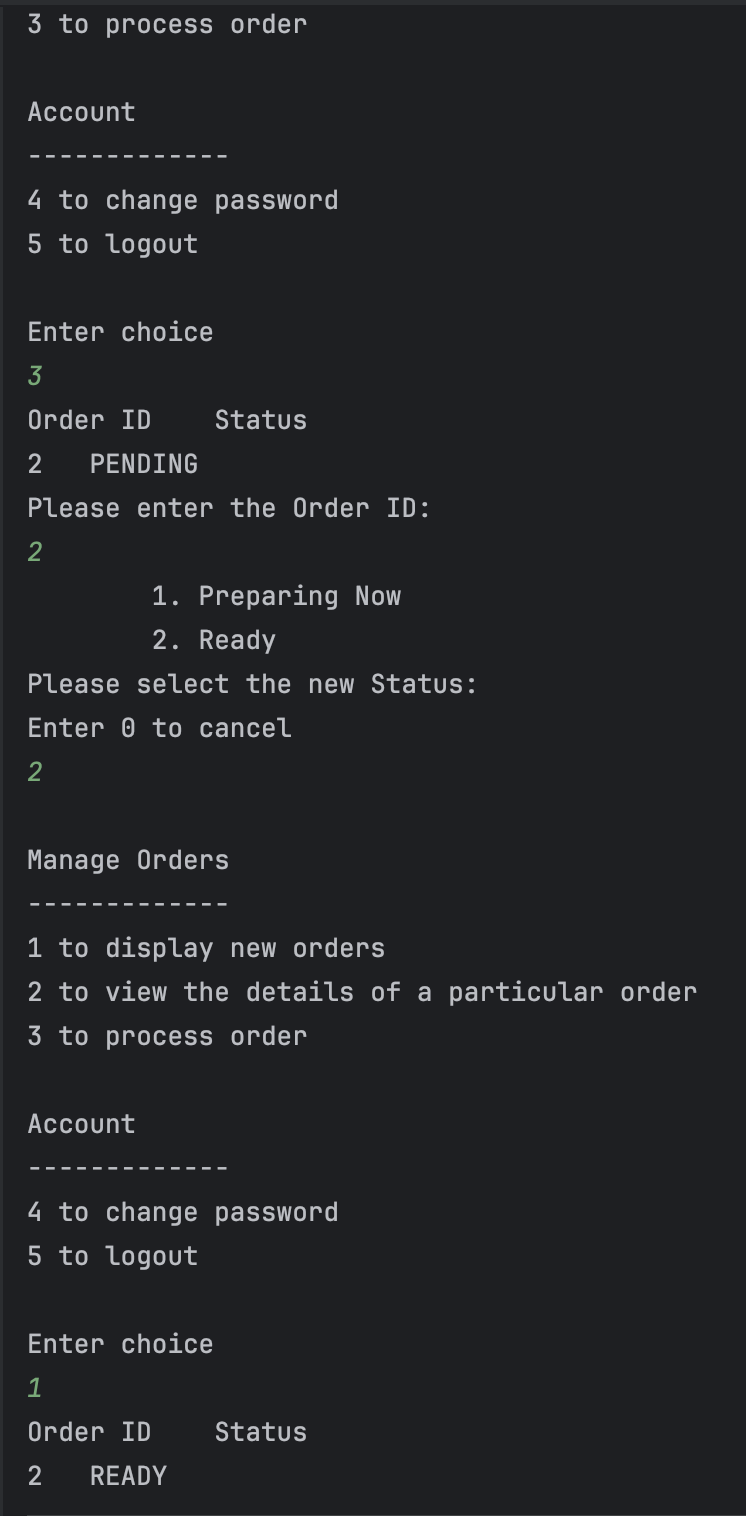 3 to process order
Account
-------------
4 to change password
5 to logout
Enter choice
3
Order ID    Status
2   PENDING
Please enter the Order ID:
2
        1. Preparing Now
        2. Ready
Please select the new Status:
Enter 0 to cancel
2
Manage Orders
-------------
1 to display new orders
2 to view the details of a particular order
3 to process order
Account
-------------
4 to change password
5 to logout
Enter choice
1
Order ID    Status
2   READY